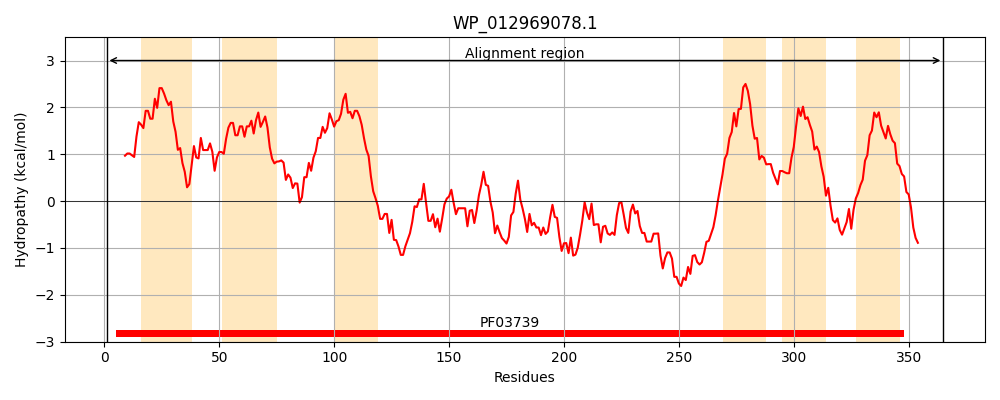 WP_012969078.1
Alignment region
Hydropathy (kcal/mol)
3
2
1
0
−1
−2
−3
PF03739
0 50 100 150 200 250 300 350
Residues